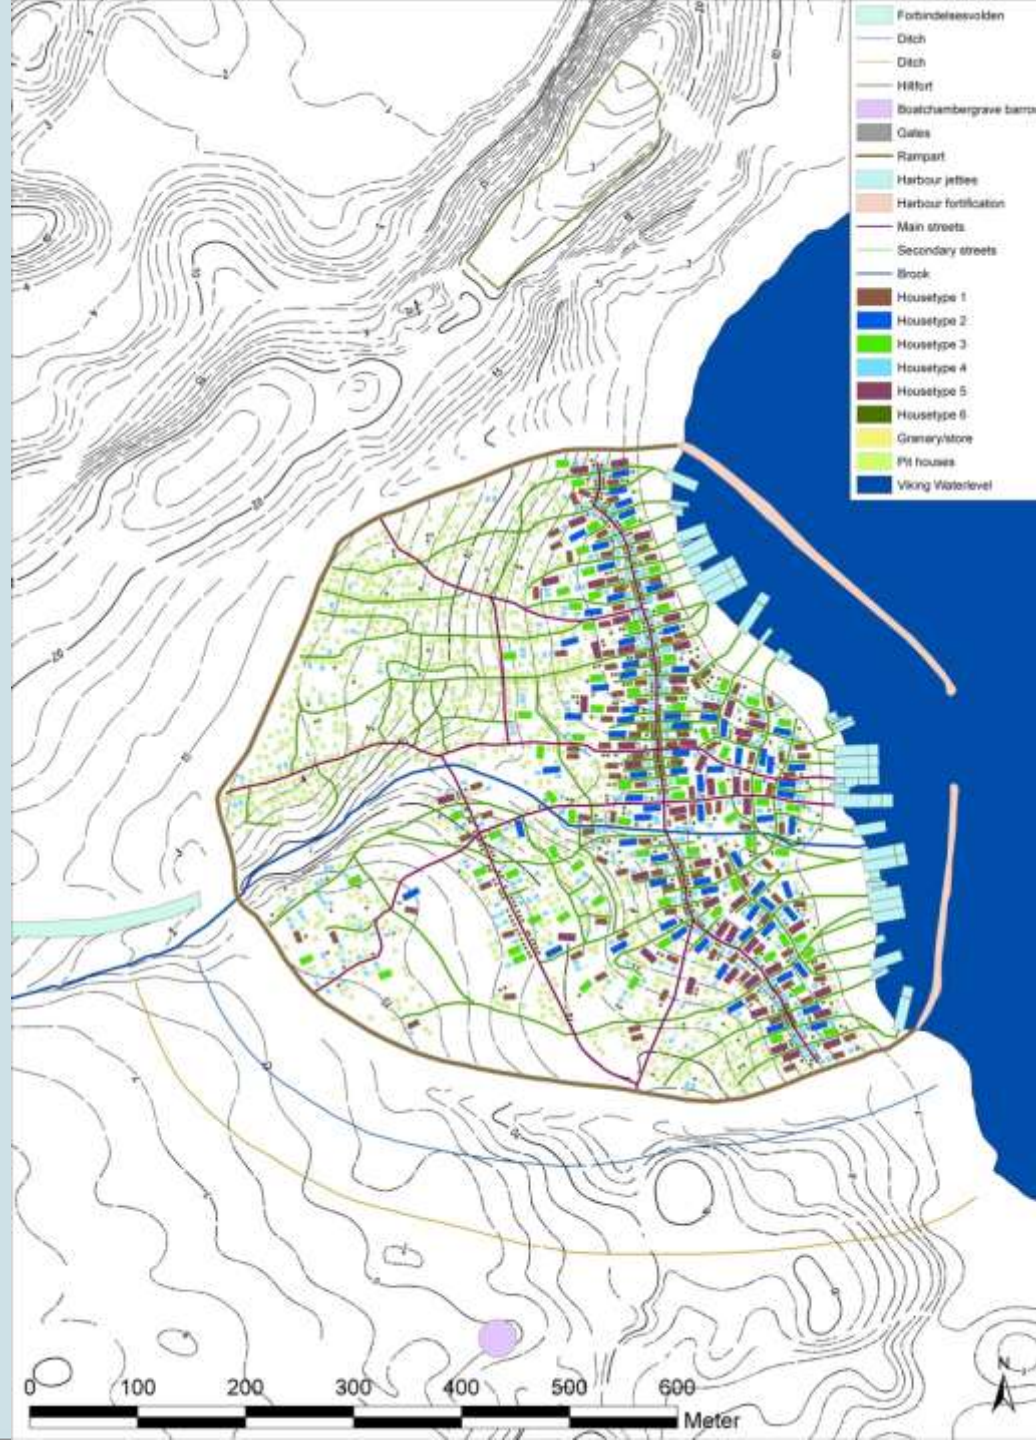 Forbindelsesvolden
Ditch
Ditch
Hillfort
Boatchambergrave barrow
Gates
Rampart
Harbour jetties
Harbour fortification
Main streets
Secondary streets
Brook
Housetype 1
Housetype 2
Housetype 3
Housetype 4
Housetype 5
Housetype 6
Granary/store
Pit houses
Viking Waterlevel
N
0 100 200 300 400 500 600
Meter